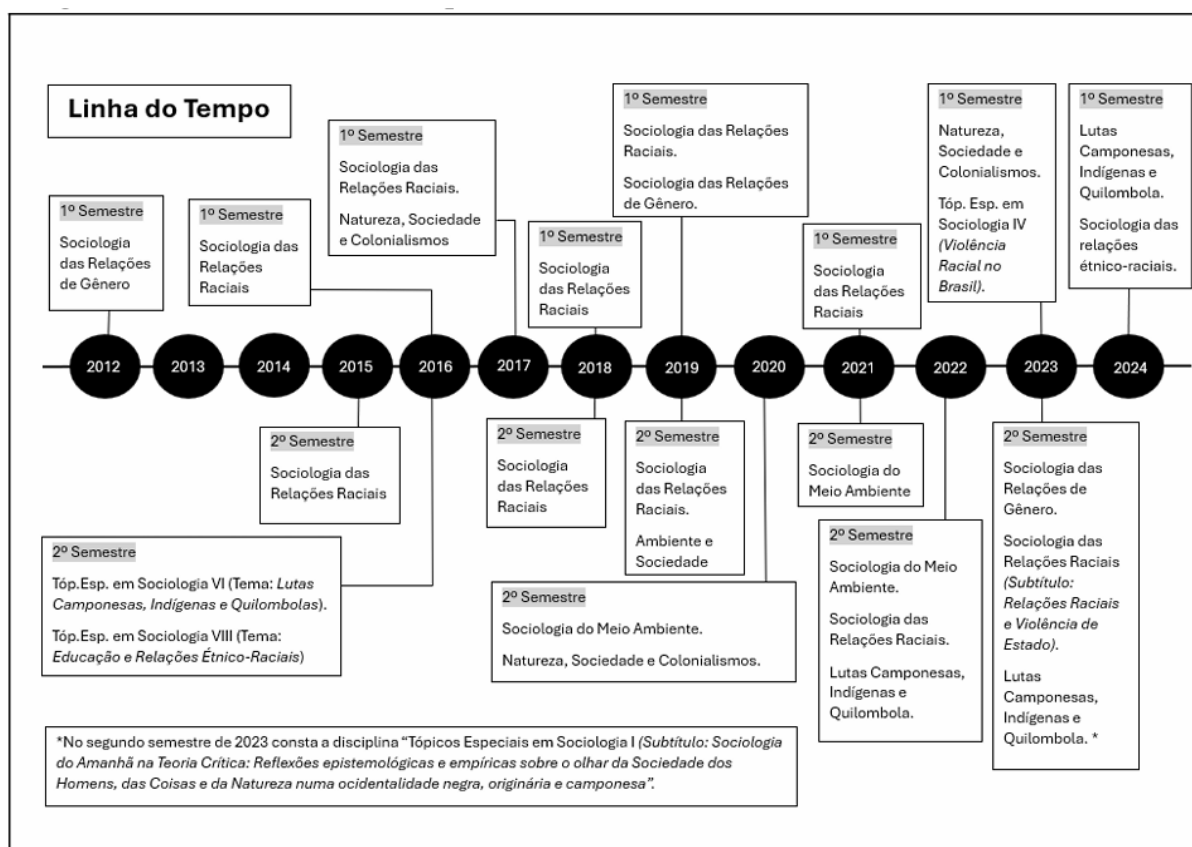 Linha do Tempo
1º Semestre
Sociologia
das Relações
de Gênero
1º Semestre
Sociologia das
Relações
Raciais
1º Semestre
Sociologia das
Relações Raciais.
Natureza, Sociedade
e Colonialismos
1º Semestre
Sociologia
das Relações
Raciais
1º Semestre
Sociologia das Relações
Raciais.
Sociologia das Relações
de Gênero.
1º Semestre
Sociologia
das Relações
Raciais
1º Semestre
Natureza,
Sociedade e
Colonialismos.
Tóp. Esp. em
Sociologia IV
(Violência
Racial no
Brasil).
1º Semestre
Lutas
Camponesas,
Indígenas e
Quilombola.
Sociologia das
relações
étnico-raciais.
2012 2013 2014 2015 2016 2017 2018 2019 2020 2021 2022 2023 2024
2º Semestre
Sociologia das
Relações Raciais
2º Semestre
Tóp.Esp. em Sociologia VI (Tema: Lutas
Camponesas, Indígenas e Quilombolas).
Tóp.Esp. em Sociologia VIII (Tema:
Educação e Relações Étnico-Raciais)
2º Semestre
Sociologia
das Relações
Raciais
2º Semestre
Sociologia
das Relações
Raciais.
Ambiente e
Sociedade
2º Semestre
Sociologia do Meio Ambiente.
Natureza, Sociedade e Colonialismos.
2º Semestre
Sociologia do
Meio Ambiente
2º Semestre
Sociologia do Meio
Ambiente.
Sociologia das
Relações Raciais.
Lutas Camponesas,
Indígenas e
Quilombola.
2º Semestre
Sociologia das
Relações de
Gênero.
Sociologia das
Relações Raciais
(Subtítulo:
Relações Raciais
e Violência de
Estado).
Lutas
Camponesas,
Indígenas e
Quilombola. *
*No segundo semestre de 2023 consta a disciplina “Tópicos Especiais em Sociologia I (Subtítulo: Sociologia
do Amanhã na Teoria Crítica: Reflexões epistemológicas e empíricas sobre o olhar da Sociedade dos
Homens, das Coisas e da Natureza numa ocidentalidade negra, originária e camponesa”.